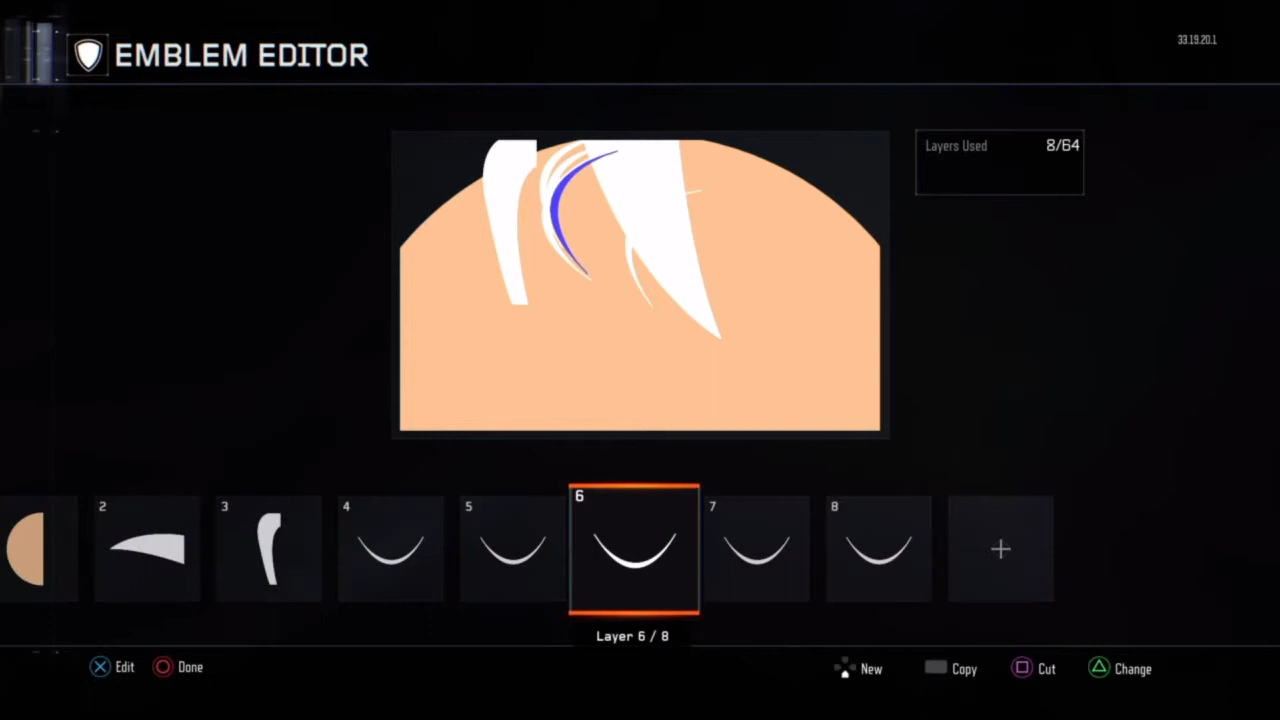 EMBLEM EDITOR
33.19.20.1
Layers Used 8/64
2 3 4 5 6 7 8
Layer 6 / 8
Edit Done New Copy Cut Change